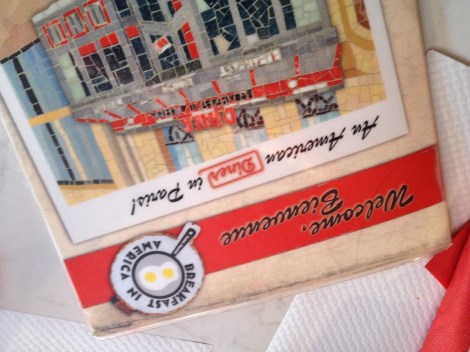 Welcome,
Bienvenue
BREAKFAST IN AMERICA
An American Diner in Paris!